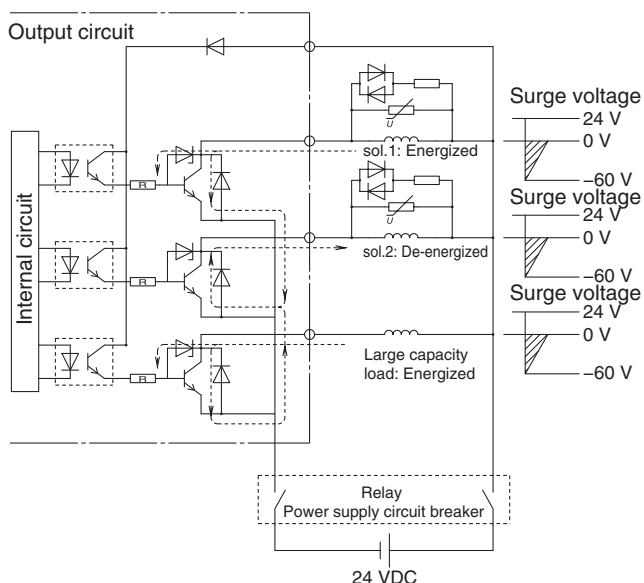 Output circuit
Internal circuit
R
R
R
U
U
sol.1: Energized
sol.2: De-energized
Large capacity
load: Energized
Surge voltage
24 V
0 V
−60 V
Surge voltage
24 V
0 V
−60 V
Surge voltage
24 V
0 V
−60 V
Relay
Power supply circuit breaker
24 VDC